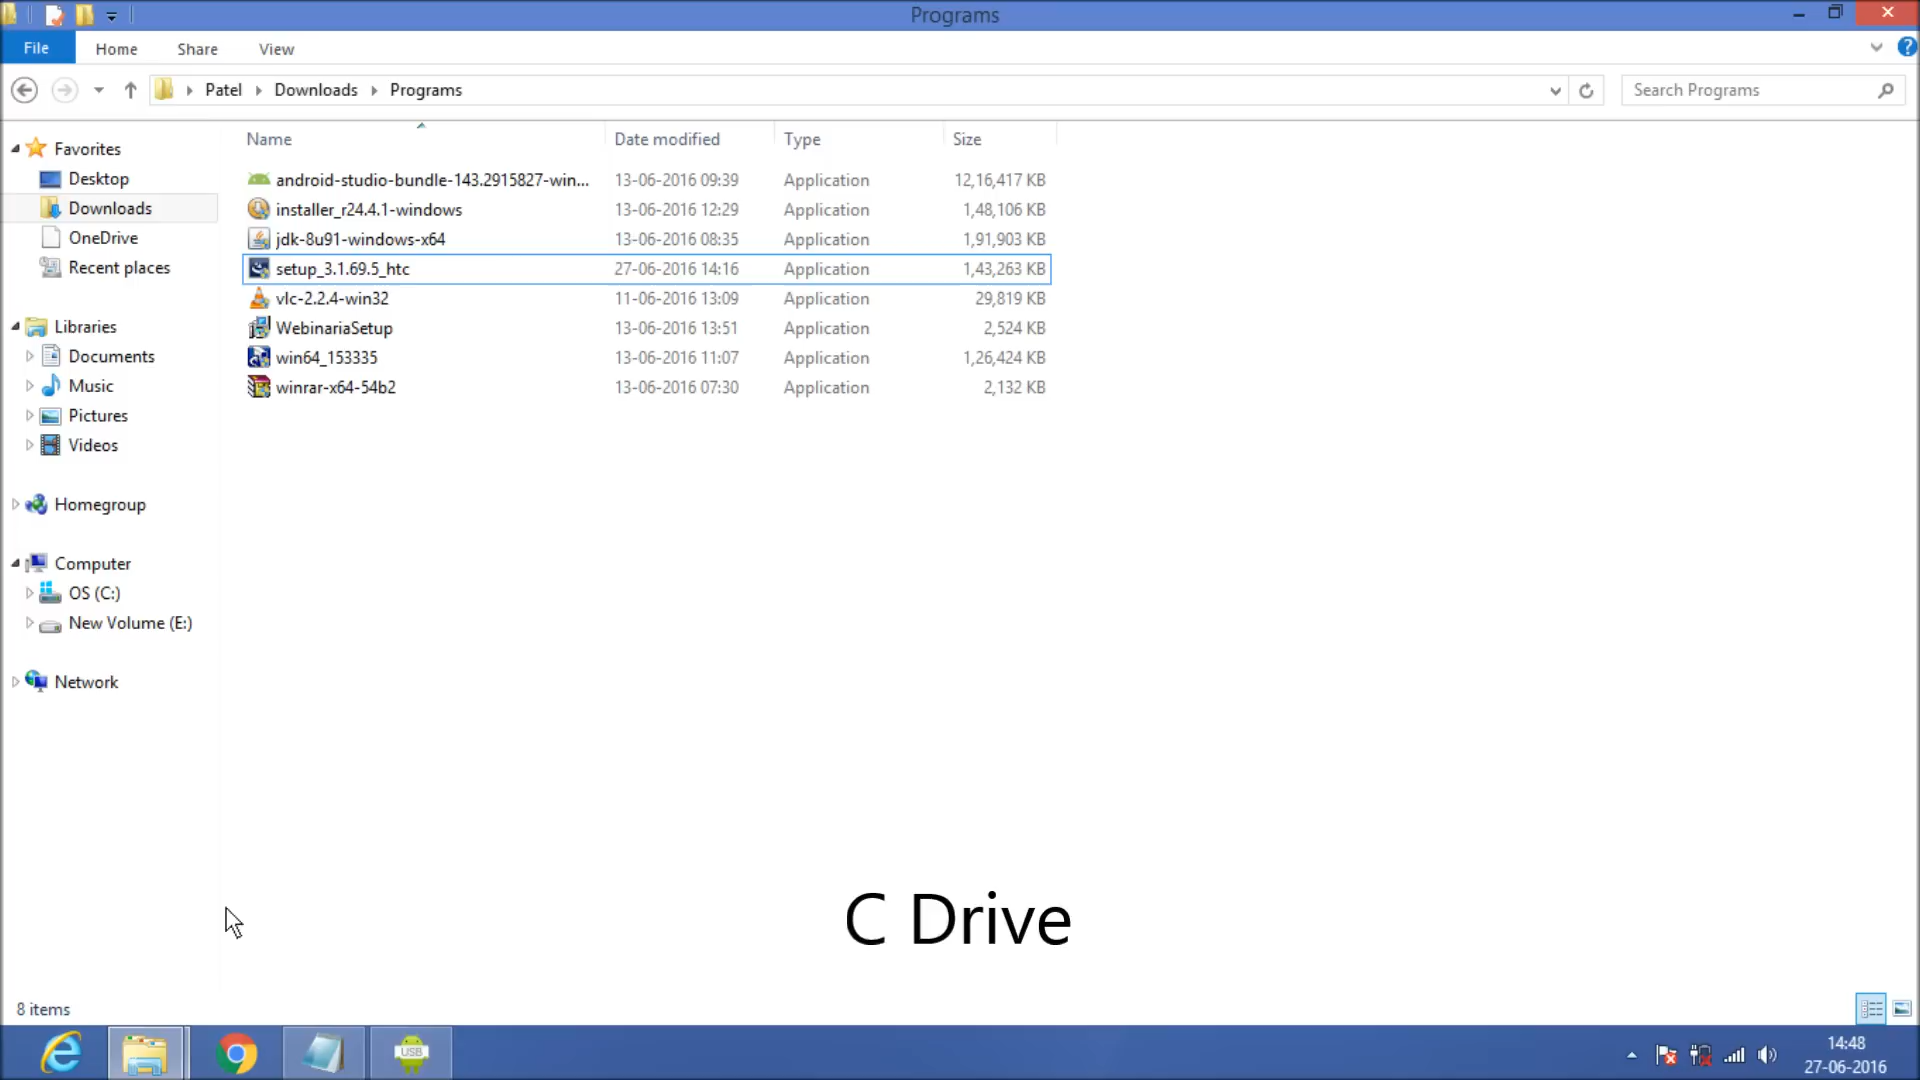 Programs
File Home Share View
Patel Downloads Programs Search Programs
Name Date modified Type Size
Favorites
Desktop
Downloads
OneDrive
Recent places
Libraries
Documents
Music
Pictures
Videos
Homegroup
Computer
OS (C:)
New Volume (E:)
Network
android-studio-bundle-143.2915827-win... 13-06-2016 09:39 Application 12,16,417 KB
installer_r24.4.1-windows 13-06-2016 12:29 Application 1,48,106 KB
jdk-8u91-windows-x64 13-06-2016 08:35 Application 1,91,903 KB
setup_3.1.69.5_htc 27-06-2016 14:16 Application 1,43,263 KB
vlc-2.2.4-win32 11-06-2016 13:09 Application 29,819 KB
WebinariaSetup 13-06-2016 13:51 Application 2,524 KB
win64_153335 13-06-2016 11:07 Application 1,26,424 KB
winrar-x64-54b2 13-06-2016 07:30 Application 2,132 KB
C Drive
8 items
USB
14:48
27-06-2016